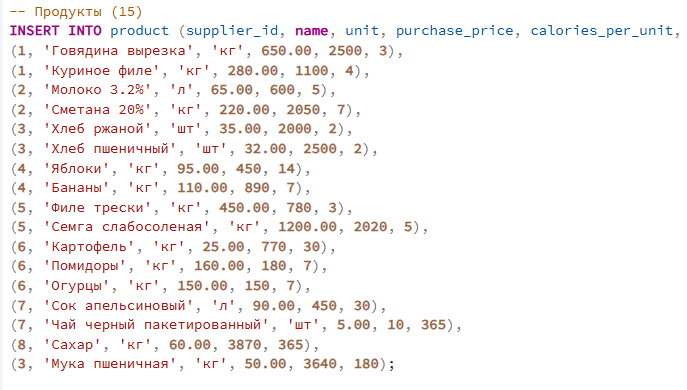 -- Продукты (15)
INSERT INTO product (supplier_id, name, unit, purchase_price, calories_per_unit,
(1, 'Говядина вырезка', 'кг', 650.00, 2500, 3),
(1, 'Куриное филе', 'кг', 280.00, 1100, 4),
(2, 'Молоко 3.2%', 'л', 65.00, 600, 5),
(2, 'Сметана 20%', 'кг', 220.00, 2050, 7),
(3, 'Хлеб ржаной', 'шт', 35.00, 2000, 2),
(3, 'Хлеб пшеничный', 'шт', 32.00, 2500, 2),
(4, 'Яблоки', 'кг', 95.00, 450, 14),
(4, 'Бананы', 'кг', 110.00, 890, 7),
(5, 'Филе трески', 'кг', 450.00, 780, 3),
(5, 'Семга слабосоленая', 'кг', 1200.00, 2020, 5),
(6, 'Картофель', 'кг', 25.00, 770, 30),
(6, 'Помидоры', 'кг', 160.00, 180, 7),
(6, 'Огурцы', 'кг', 150.00, 150, 7),
(7, 'Сок апельсиновый', 'л', 90.00, 450, 30),
(7, 'Чай черный пакетированный', 'шт', 5.00, 10, 365),
(8, 'Сахар', 'кг', 60.00, 3870, 365),
(3, 'Мука пшеничная', 'кг', 50.00, 3640, 180);